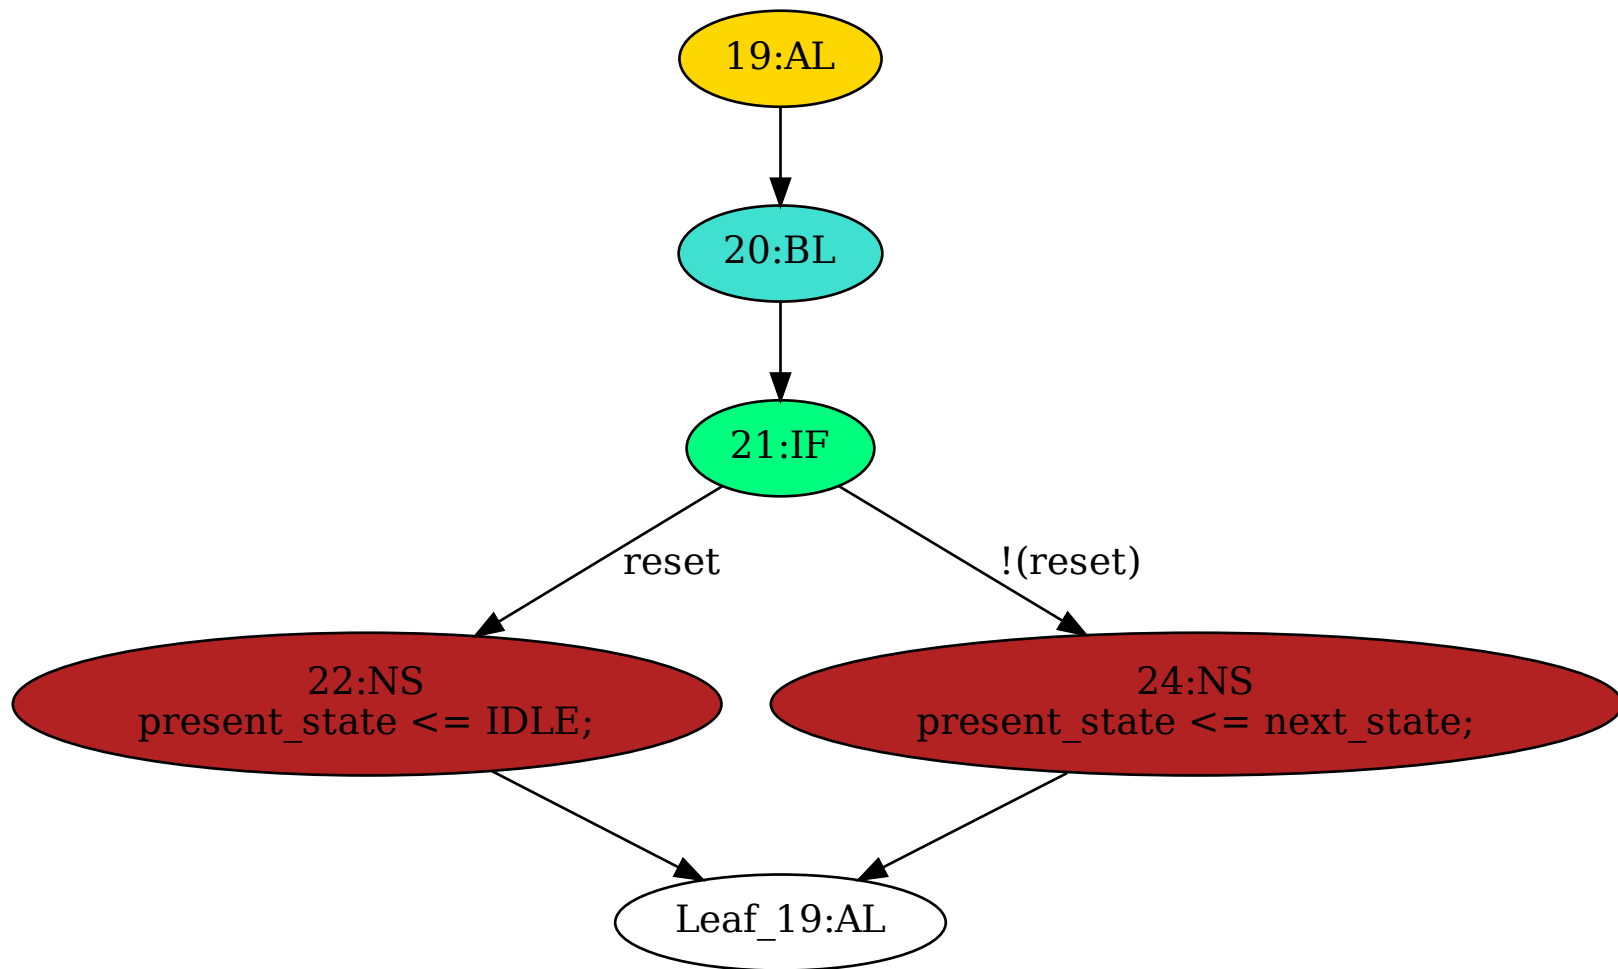 19:AL
20:BL
21:IF
reset
!(reset)
22:NS
present_state <= IDLE;
24:NS
present_state <= next_state;
Leaf_19:AL